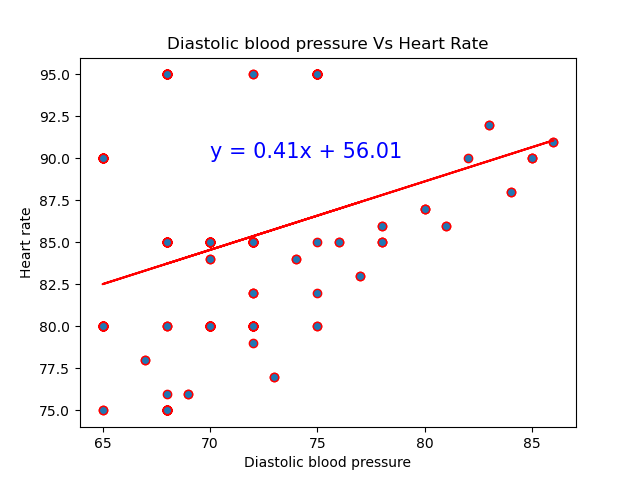 Diastolic blood pressure Vs Heart Rate
95.0
92.5
90.0
87.5
85.0
82.5
80.0
77.5
75.0
Heart rate
y = 0.41x + 56.01
65 70 75 80 85
Diastolic blood pressure